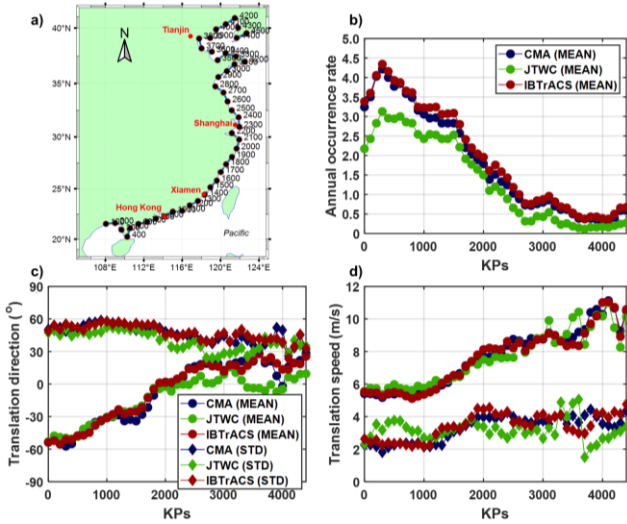 a)
Tianjin
4200
40°N
35°N
30°N
25°N
20°N
2900
2800
2700
2600
2500
2400
2300
Shanghai
2200
2100
2000
1900
1800
1700
1600
1500
Xiamen
1400
Hong Kong
400
Pacific
108°E 112°E 116°E 120°E 124°E
b)
Annual occurrence rate
5.0
4.5
4.0
3.5
3.0
2.5
2.0
1.5
1.0
0.5
0
CMA (MEAN)
JTWC (MEAN)
IBTrACS (MEAN)
0 1000 2000 3000 4000
KPs
c)
Translation direction (°)
90
60
30
0
-30
-60
-90
CMA (MEAN)
JTWC (MEAN)
IBTrACS (MEAN)
CMA (STD)
JTWC (STD)
IBTrACS (STD)
0 1000 2000 3000 4000
KPs
d)
Translation speed (m/s)
12
10
8
6
4
2
0
0 1000 2000 3000 4000
KPs